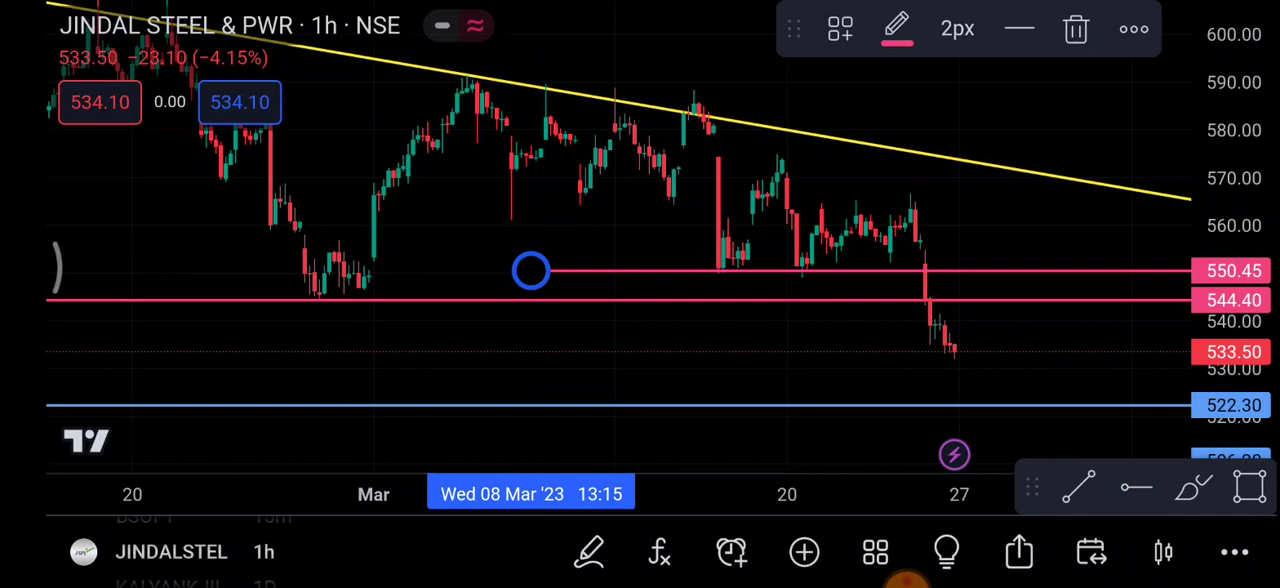 JINDAL STEEL & PWR · 1h · NSE
533.50 −23.10 (−4.15%)
534.10 0.00 534.10
2px
600.00
590.00
580.00
570.00
560.00
550.45
544.40
540.00
533.50
530.00
522.30
20 Mar Wed 08 Mar '23 13:15 20 27
JINDALSTEL 1h